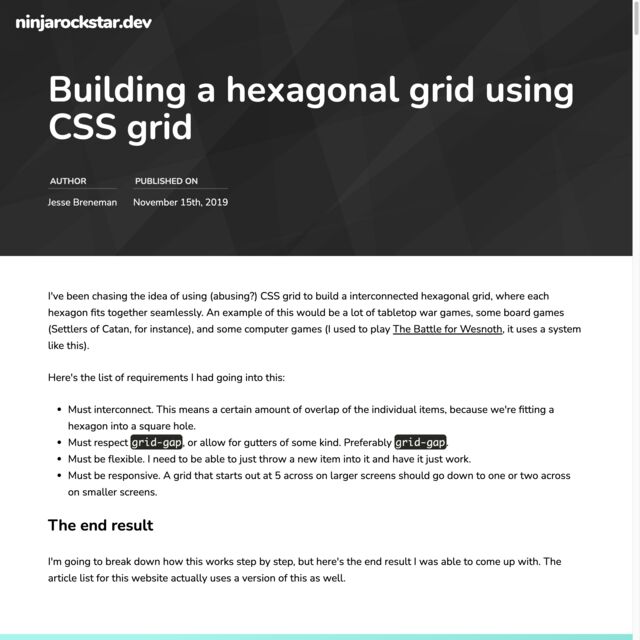 ninjarockstar.dev
Building a hexagonal grid using
CSS grid
AUTHOR PUBLISHED ON
Jesse Breneman November 15th, 2019
I've been chasing the idea of using (abusing?) CSS grid to build a interconnected hexagonal grid, where each
hexagon fits together seamlessly. An example of this would be a lot of tabletop war games, some board games
(Settlers of Catan, for instance), and some computer games (I used to play The Battle for Wesnoth, it uses a system
like this).
Here's the list of requirements I had going into this:
• Must interconnect. This means a certain amount of overlap of the individual items, because we're fitting a
hexagon into a square hole.
• Must respect grid-gap, or allow for gutters of some kind. Preferably grid-gap.
• Must be flexible. I need to be able to just throw a new item into it and have it just work.
• Must be responsive. A grid that starts out at 5 across on larger screens should go down to one or two across
on smaller screens.
The end result
I'm going to break down how this works step by step, but here's the end result I was able to come up with. The
article list for this website actually uses a version of this as well.